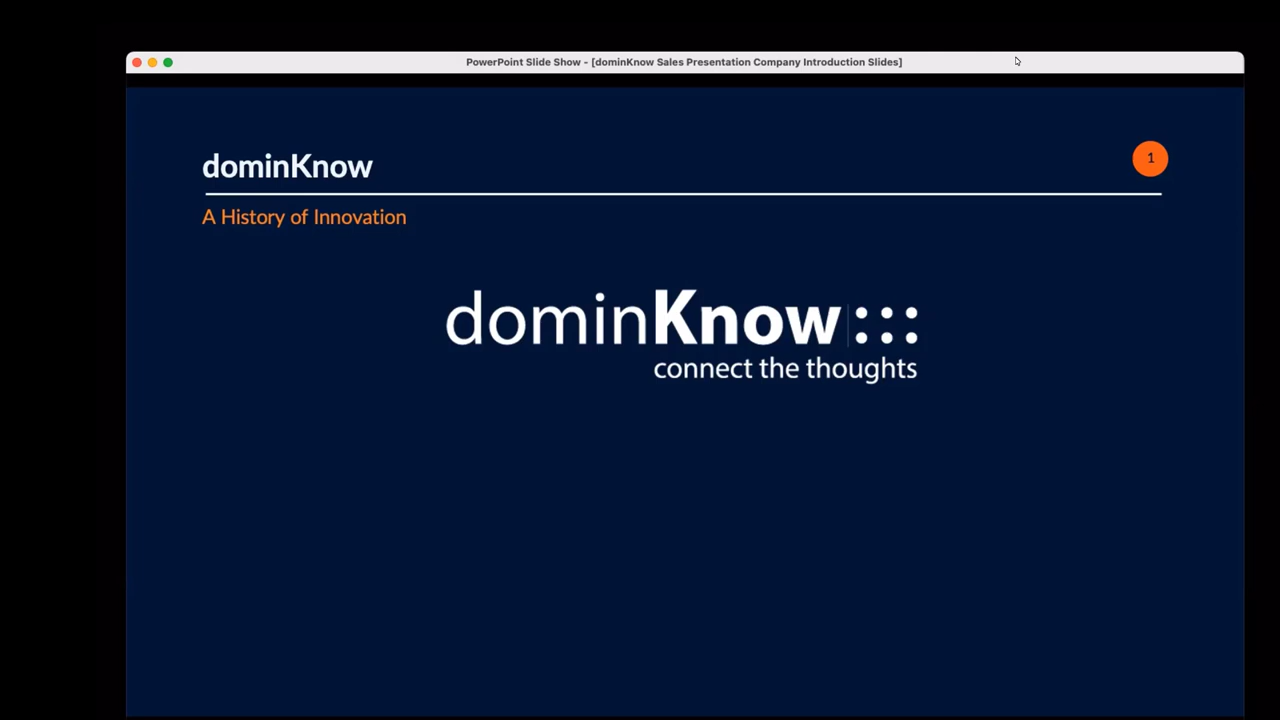 PowerPoint Slide Show - [dominKnow Sales Presentation Company Introduction Slides]
dominKnow
1
A History of Innovation
dominKnow
connect the thoughts